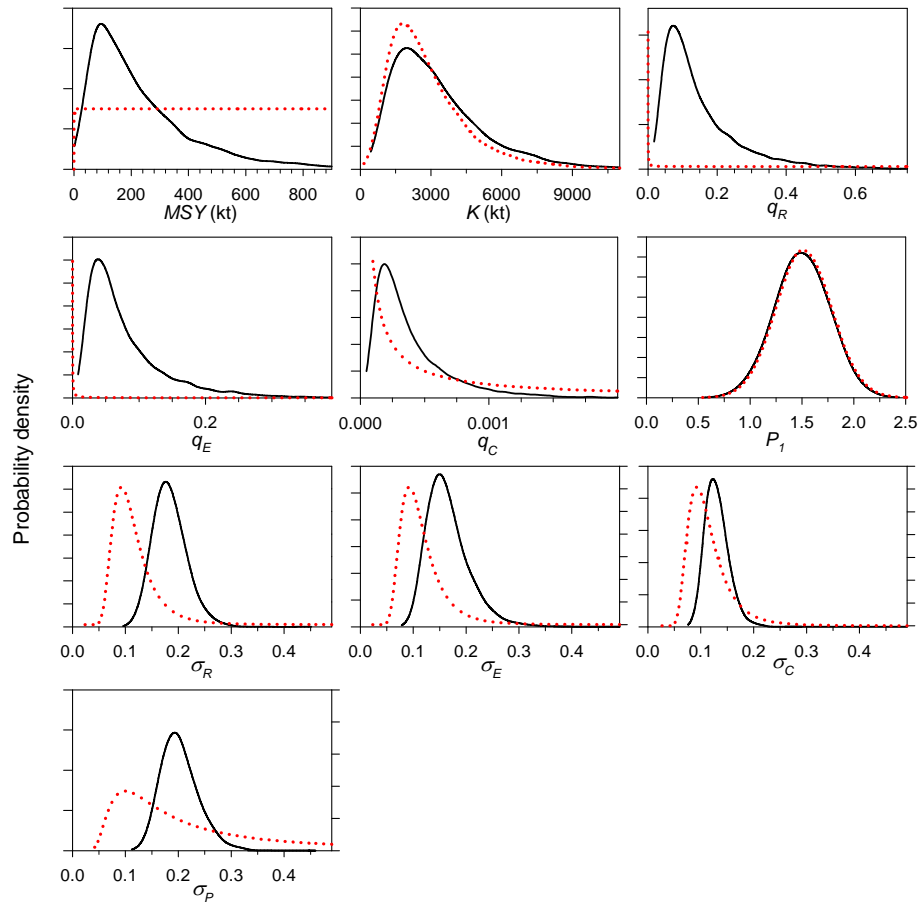 0 200 400 600 800 0 3000 6000 9000 0.0 0.2 0.4 0.6
MSY (kt) K (kt) q_R
0.0 0.2 0.000 0.001 0.0 0.5 1.0 1.5 2.0 2.5
q_E q_C P_1
Probability density
0.0 0.1 0.2 0.3 0.4 0.0 0.1 0.2 0.3 0.4 0.0 0.1 0.2 0.3 0.4
σ_R σ_E σ_C
0.0 0.1 0.2 0.3 0.4
σ_P